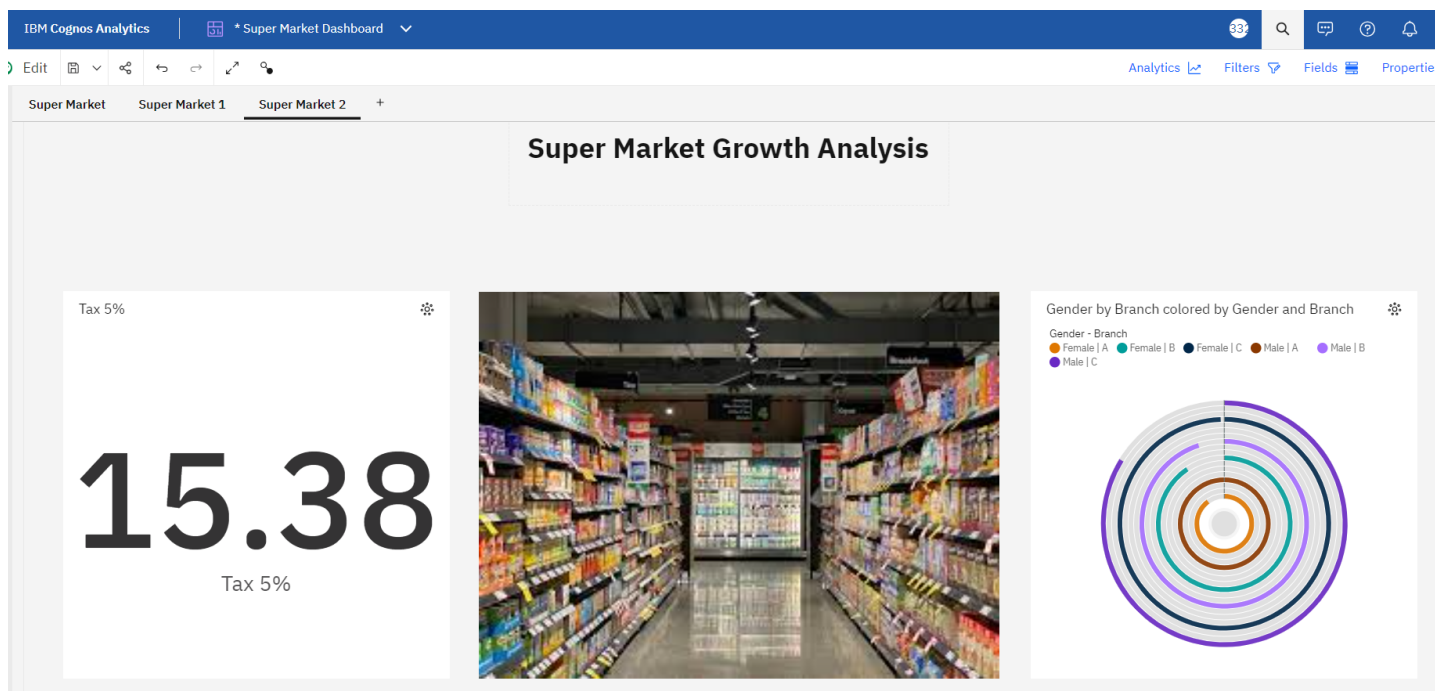 IBM Cognos Analytics
* Super Market Dashboard
Edit
Analytics
Filters
Fields
Propertie
Super Market
Super Market 1
Super Market 2
+
Super Market Growth Analysis
Tax 5%
15.38
Tax 5%
Breakfast
4
Gender by Branch colored by Gender and Branch
Gender - Branch
Female | A Female | B Female | C Male | A Male | B
Male | C